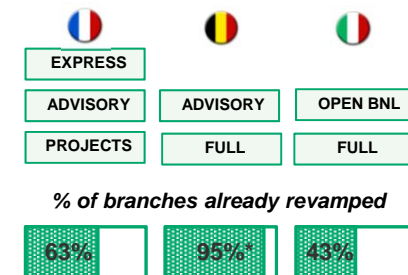 EXPRESS
ADVISORY ADVISORY OPEN BNL
PROJECTS FULL FULL
% of branches already revamped
63% 95%* 43%